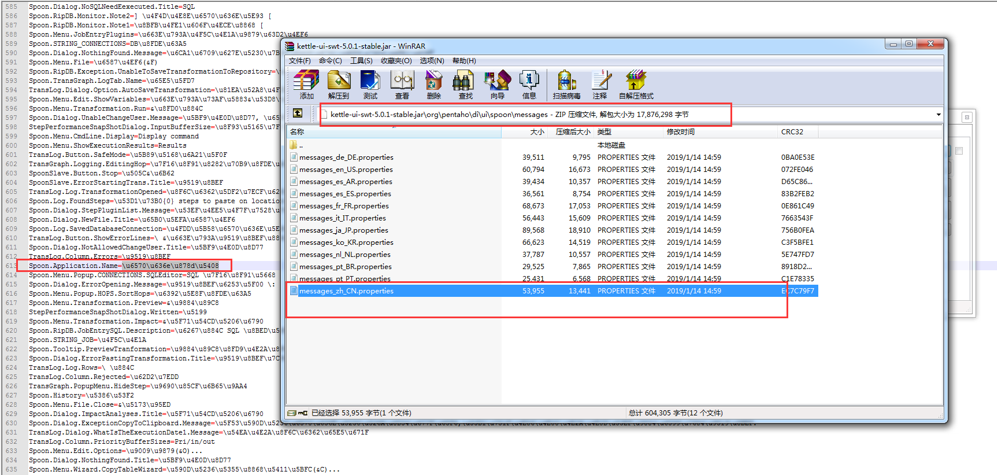 585 Spoon.Dialog.NoSQLNeedExecuted.Title=SQL
586 Spoon.RipDB.Monitor.Note2=] \u4F4D\u4E8E\u6570\u636E\u5E93 [
587 Spoon.RipDB.Monitor.Note1=\u8BFB\u4FE1\u606F\u4ECE\u8868 [
588 Spoon.Menu.JobEntryPlugins=\u663E\u793A\u4F5C\u4E1A\u9879\u63D2\u4EF6
589 Spoon.STRING_CONNECTIONS=DB\u8FDE\u63A5
590 Spoon.Dialog.NothingFound.Message=\u6CA1\u6709\u627E\u5230\u7B
591 Spoon.Menu.File=\u6587\u4EF6(&F)
592 Spoon.RipDB.Exception.UnableToSaveTransformationToRepository=\
593 Spoon.TransGraph.LogTab.Name=\u65E5\u5FD7
594 TransLog.Dialog.Option.AutoSaveTransformation=\u81EA\u52A8\u4F
595 Spoon.Menu.Edit.ShowVariables=\u663E\u793A\u73AF\u5883\u53D8
596 Spoon.Menu.Transformation.Run=&\u8FD0\u884C
597 Spoon.Dialog.UnableChangeUser.Message=\u5BF9\u4E0D\u8D77, \u65
598 StepPerformanceSnapShotDialog.InputBufferSize=\u8F93\u5165\u7F
599 Spoon.Menu.CmdLine.Display=Display command
600 Spoon.Menu.ShowExecutionResults=Results
601 TransLog.Button.SafeMode=\u5B89\u5168\u6A21\u5F0F
602 TransGraph.Logging.EditingHop=\u7F16\u8F91\u8282\u70B9\u8FDE
603 SpoonSlave.Button.Stop=\u505C\u6B62
604 SpoonSlave.ErrorStartingTrans.Title=\u9519\u8BEF
605 TransLog.Log.TransformationOpened=\u8F6C\u6362\u5DF2\u7ECF\u62
606 Spoon.Log.FoundSteps=\u53D1\u73B0{0} steps to paste on locatio
607 Spoon.Dialog.StepPluginList.Message=\u53EF\u4EE5\u4F7F\u7528
608 Spoon.Dialog.NewFile.Title=\u65B0\u5EFA\u6587\u4EF6
609 Spoon.Log.SavedDatabaseConnection=\u4FDD\u5B58\u6570\u636E\u5E
610 TransLog.Button.ShowErrorLines=\ &\u663E\u793A\u9519\u8BEF\u88
611 Spoon.Dialog.NotAllowedChangeUser.Title=\u5BF9\u4E0D\u8D77
612 TransLog.Column.Errors=\u9519\u8BEF
613 Spoon.Application.Name=\u6570\u636e\u878d\u5408
614 Spoon.Menu.Popup.CONNECTIONS.SQLEditor=SQL \u7F16\u8F91\u5668
615 Spoon.Dialog.ErrorOpening.Message=\u9519\u8BEF\u6253\u5F00 \:
616 Spoon.Menu.Popup.HOPS.SortHops=\u6392\u5E8F\u8FDE\u63A5
617 Spoon.Menu.Transformation.Preview=&\u9884\u89C8
618 StepPerformanceSnapShotDialog.Written=\u5199
619 Spoon.Menu.Transformation.Impact=&\u5F71\u54CD\u5206\u6790
620 Spoon.RipDB.JobEntrySQL.Description=\u6267\u884C SQL \u8BED\u5
621 Spoon.STRING_JOB=\u4F5C\u4E1A
622 Spoon.Tooltip.PreviewTranformation=\u9884\u89C8\u8FD9\u4E2A
623 Spoon.Dialog.ErrorPastingTransformation.Title=\u9519\u8BEF\u7C
624 TransLog.Log.Rows=\ \u884C
625 TransLog.Column.Rejected=\u62D2\u7EDD
626 TransGraph.PopupMenu.HideStep=\u9690\u85CF\u6B65\u9AA4
627 Spoon.History=\u5386\u53F2
628 Spoon.Menu.File.Close=&\u5173\u95ED
629 Spoon.Dialog.ImpactAnalyses.Title=\u5F71\u54CD\u5206\u6790
630 Spoon.Dialog.ExceptionCopyToClipboard.Message=\u5F53\u590D
631 TransLog.Dialog.WhatIsTheExecutionDate1.Message=\u54EA\u4E2A\u8F6C\u6362\u65E5\u671F
632 TransLog.Column.PriorityBufferSizes=Pri/in/out
633 Spoon.Menu.Edit.Options=\u9009\u9879(&O)...
634 Spoon.Dialog.NothingFound.Title=\u5BF9\u4E0D\u8D77
635 Spoon.Menu.Wizard.CopyTableWizard=\u590D\u5236\u5355\u8868\u5411\u5BFC(&C)...
kettle-ui-swt-5.0.1-stable.jar - WinRAR
文件(F) 命令(C) 工具(S) 收藏夹(O) 选项(N) 帮助(H)
添加 解压到 测试 查看 删除 查找 向导 信息 扫描病毒 注释 自解压格式
kettle-ui-swt-5.0.1-stable.jar\org\pentaho\di\ui\spoon\messages - ZIP 压缩文件, 解包大小为 17,876,298 字节
名称 大小 压缩后大小 类型 修改时间 CRC32
.. 本地磁盘
messages_de_DE.properties 39,511 9,795 PROPERTIES 文件 2019/1/14 14:59 0BA0E53E
messages_en_US.properties 60,794 16,673 PROPERTIES 文件 2019/1/14 14:59 072FE046
messages_es_AR.properties 39,434 10,357 PROPERTIES 文件 2019/1/14 14:59 D65C86...
messages_es_ES.properties 36,561 8,754 PROPERTIES 文件 2019/1/14 14:59 83B2FEB2
messages_fr_FR.properties 68,673 17,053 PROPERTIES 文件 2019/1/14 14:59 0E861C49
messages_it_IT.properties 56,443 15,609 PROPERTIES 文件 2019/1/14 14:59 7663543F
messages_ja_JP.properties 89,568 18,910 PROPERTIES 文件 2019/1/14 14:59 756B0FEA
messages_ko_KR.properties 66,623 14,519 PROPERTIES 文件 2019/1/14 14:59 C3F5BFE1
messages_nl_NL.properties 37,787 10,557 PROPERTIES 文件 2019/1/14 14:59 5E747FD7
messages_pt_BR.properties 29,525 7,865 PROPERTIES 文件 2019/1/14 14:59 8918D2...
messages_pt_PT.properties 25,431 6,568 PROPERTIES 文件 2019/1/14 14:59 C1E78335
messages_zh_CN.properties 53,955 13,441 PROPERTIES 文件 2019/1/14 14:59 EC7C79F7
已经选择 53,955 字节(1 个文件) 总计 604,305 字节(12 个文件)